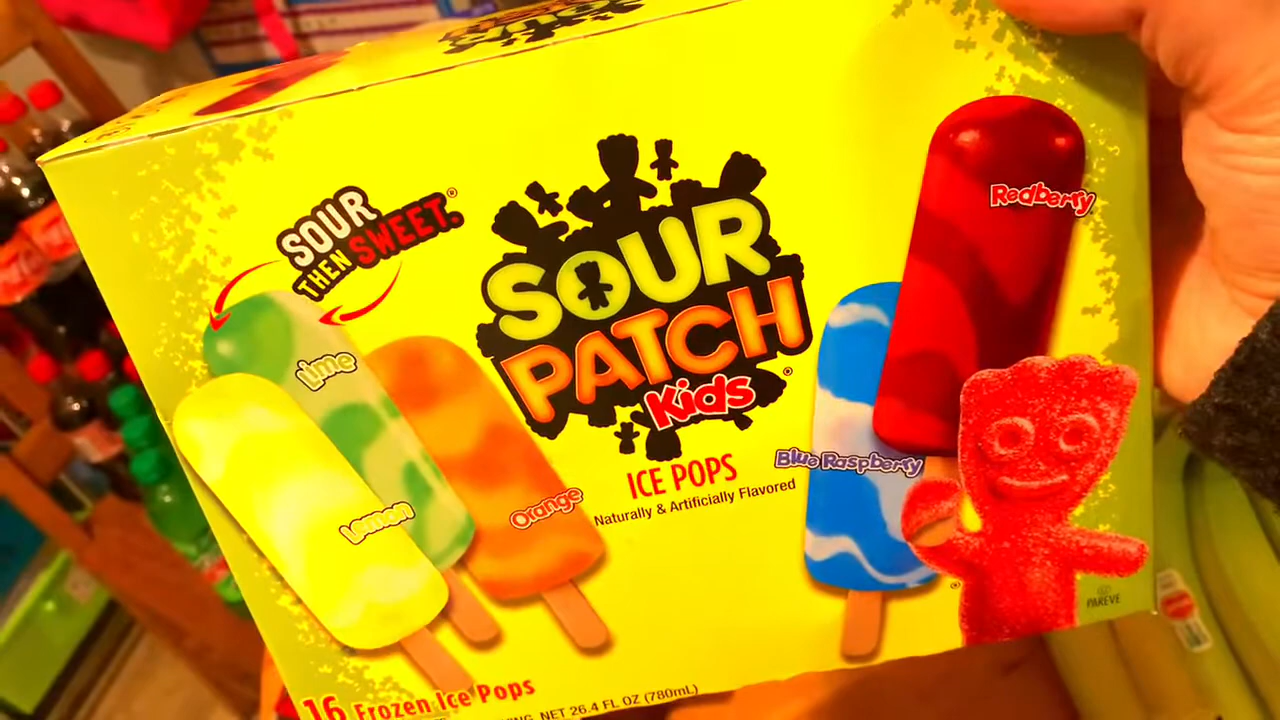 SOUR
THEN SWEET.®
SOUR
PATCH
Kids®
ICE POPS
Naturally & Artificially Flavored
Lime
Lemon
Orange
Blue Raspberry
Redberry
PAREVE
16 Frozen Ice Pops
NET 26.4 FL OZ (780mL)